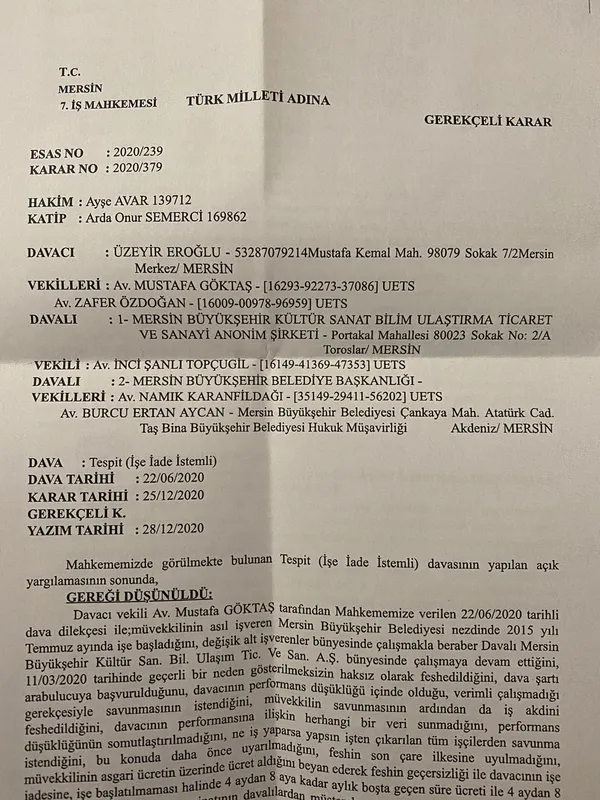 T.C.
MERSİN
7. İŞ MAHKEMESİ TÜRK MİLLETİ ADINA
GEREKÇELİ KARAR
ESAS NO : 2020/239
KARAR NO : 2020/379
HAKİM : Ayşe AVAR 139712
KATİP : Arda Onur SEMERCİ 169862
DAVACI : ÜZEYİR EROĞLU - 53287079214Mustafa Kemal Mah. 98079 Sokak 7/2Mersin
Merkez/ MERSİN
VEKİLLERİ : Av. MUSTAFA GÖKTAŞ - [16293-92273-37086] UETS
Av. ZAFER ÖZDOĞAN - [16009-00978-96959] UETS
DAVALI : 1- MERSİN BÜYÜKŞEHİR KÜLTÜR SANAT BİLİM ULAŞTIRMA TİCARET
VE SANAYİ ANONİM ŞİRKETİ - Portakal Mahallesi 80023 Sokak No: 2/A
Toroslar/ MERSİN
VEKİLİ : Av. İNCİ ŞANLI TOPÇUGİL - [16149-41369-47353] UETS
DAVALI : 2- MERSİN BÜYÜKŞEHİR BELEDİYE BAŞKANLIĞI -
VEKİLLERİ : Av. NAMIK KARANFİLDAĞI - [35149-29411-56202] UETS
Av. BURCU ERTAN AYCAN - Mersin Büyükşehir Belediyesi Çankaya Mah. Atatürk Cad.
Taş Bina Büyükşehir Belediyesi Hukuk Müşavirliği Akdeniz/ MERSİN
DAVA : Tespit (İşe İade İstemli)
DAVA TARİHİ : 22/06/2020
KARAR TARİHİ : 25/12/2020
GEREKÇELİ K.
YAZIM TARİHİ : 28/12/2020
Mahkememizde görülmekte bulunan Tespit (İşe İade İstemli) davasının yapılan açık
yargılamasının sonunda,
GEREĞİ DÜŞÜNÜLDÜ:
Davacı vekili Av. Mustafa GÖKTAŞ tarafından Mahkememize verilen 22/06/2020 tarihli
dava dilekçesi ile;müvekkilinin asıl işveren Mersin Büyükşehir Belediyesi nezdinde 2015 yılı
Temmuz ayında işe başladığını, değişik alt işverenler bünyesinde çalışmakla beraber Davalı Mersin
Büyükşehir Kültür San. Bil. Ulaşım Tic. Ve San. A.Ş. bünyesinde çalışmaya devam ettiğini,
11/03/2020 tarihinde geçerli bir neden gösterilmeksizin haksız olarak feshedildiğini, dava şartı
arabulucuya başvurulduğunu, davacının performans düşüklüğü içinde olduğu, verimli çalışmadığı
gerekçesiyle savunmasının istendiğini, müvekkilin savunmasının ardından da iş akdini
feshedildiğini, davacının performansına ilişkin herhangi bir veri sunmadığını, performans
düşüklüğünün somutlaştırılmadığını, ne iş yaparsa yapsın işten çıkarılan tüm işçilerden savunma
istendiğini, bu konuda daha önce uyarılmadığını, feshin son çare ilkesine uyulmadığını,
müvekkilinin asgari ücretin üzerinde ücret aldığını beyan ederek feshin geçersizliği ile davacının işe
iadesine, işe başlatılmaması halinde 4 aydan 8 aya kadar aylık boşta geçen süre ücreti ile 4 aydan 8
davalılardan